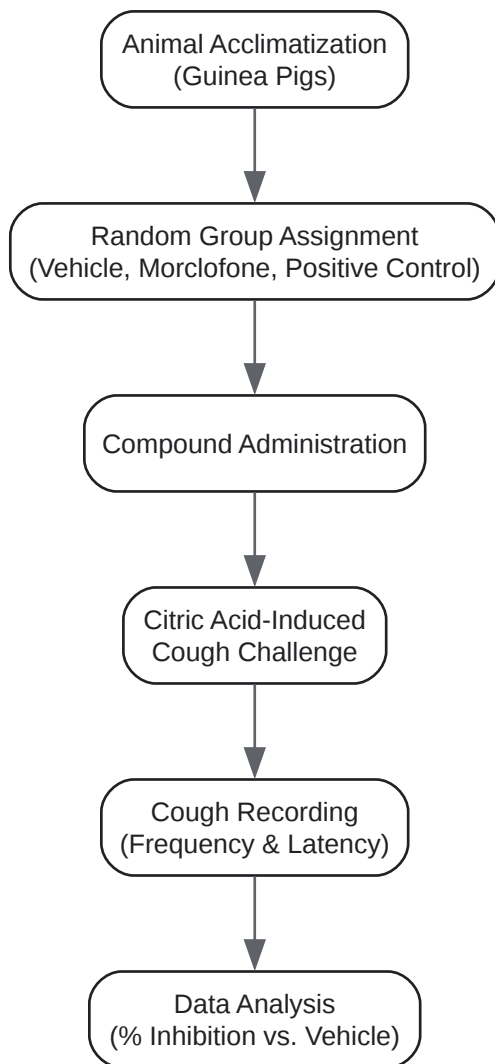 Animal Acclimatization
(Guinea Pigs)
Random Group Assignment
(Vehicle, Morclofone, Positive Control)
Compound Administration
Citric Acid-Induced
Cough Challenge
Cough Recording
(Frequency & Latency)
Data Analysis
(% Inhibition vs. Vehicle)